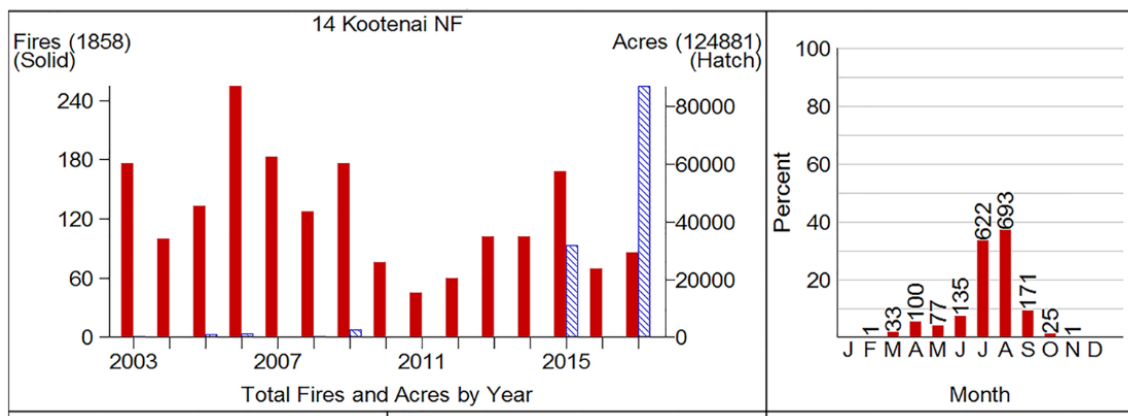 14 Kootenai NF
Fires (1858)
(Solid)
Acres (124881)
(Hatch)
240
180
120
60
0
80000
60000
40000
20000
0
2003 2007 2011 2015
Total Fires and Acres by Year
100
80
60
40
20
Percent
1 33 100 77 135 622 693 171 25 1
J F M A M J J A S O N D
Month